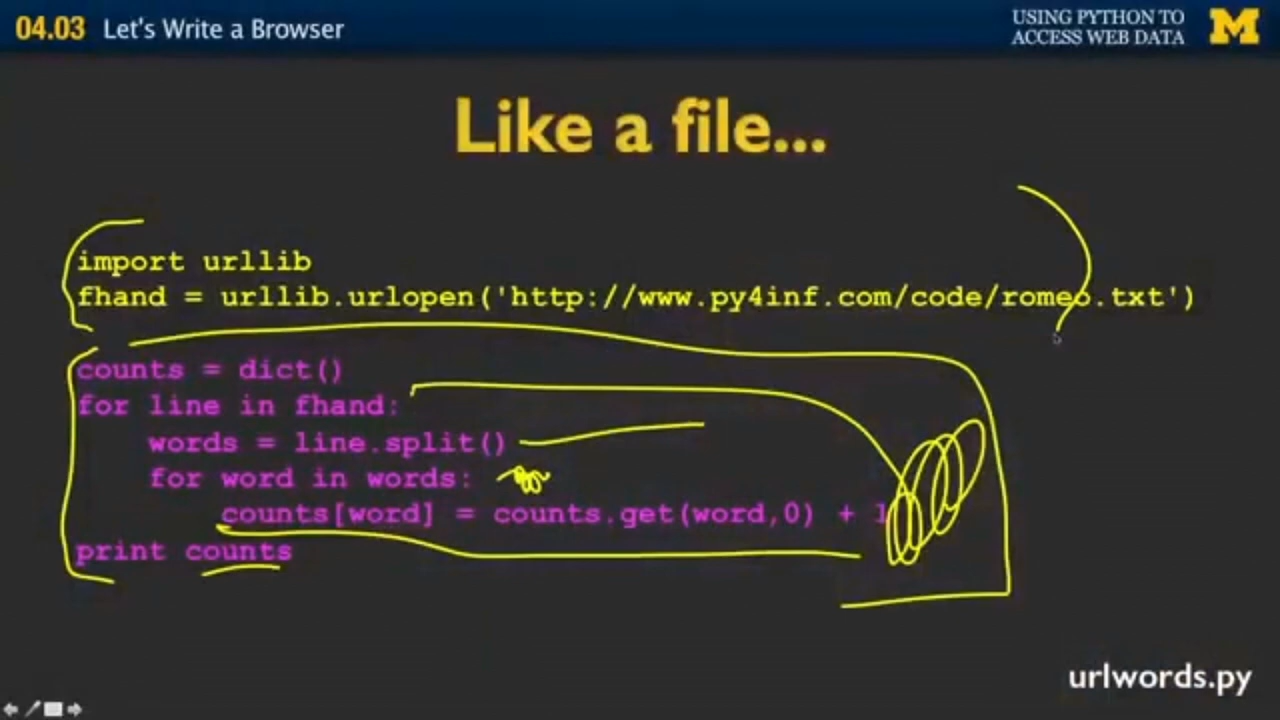 04.03 Let's Write a Browser
USING PYTHON TO
ACCESS WEB DATA
M
Like a file...
import urllib
fhand = urllib.urlopen('http://www.py4inf.com/code/romeo.txt')
counts = dict()
for line in fhand:
    words = line.split()
    for word in words:
        counts[word] = counts.get(word,0) + 1
print counts
urlwords.py